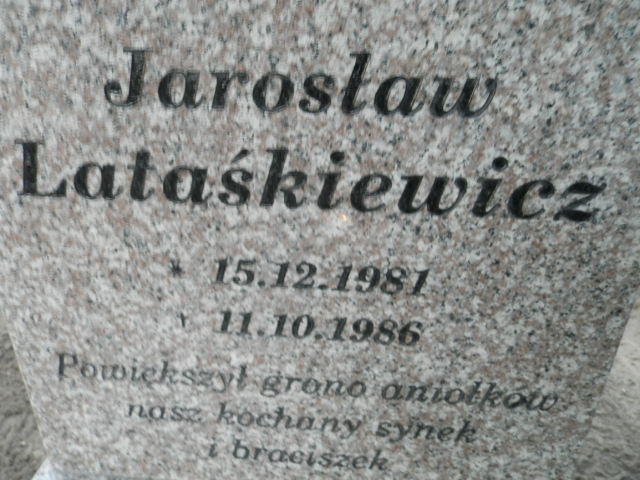 Jarosław
Lataśkiewicz
* 15.12.1981
† 11.10.1986
Powiększył grono aniołków
nasz kochany synek
i braciszek